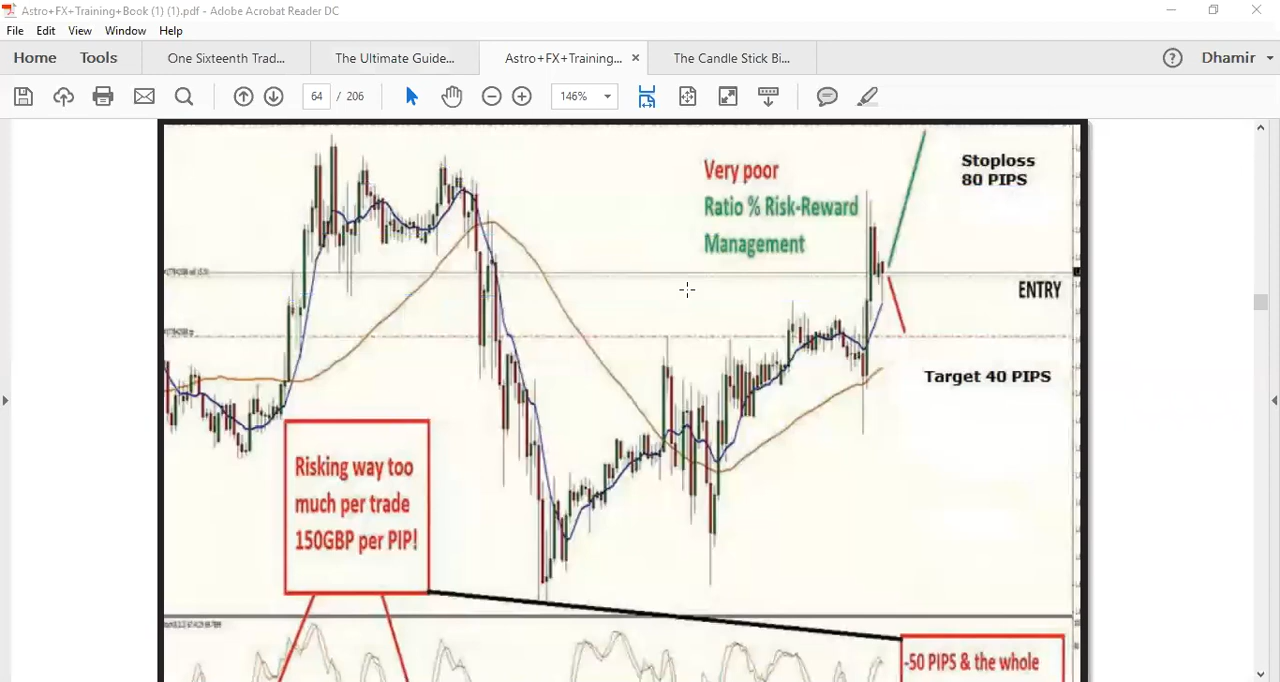 Astro+FX+Training+Book (1) (1).pdf - Adobe Acrobat Reader DC
File Edit View Window Help
Home Tools One Sixteenth Trad... The Ultimate Guide... Astro+FX+Training... × The Candle Stick Bi... Dhamir
64 / 206 146%
Very poor
Ratio % Risk-Reward
Management
Stoploss
80 PIPS
ENTRY
Target 40 PIPS
Risking way too
much per trade
150GBP per PIP!
-50 PIPS & the whole